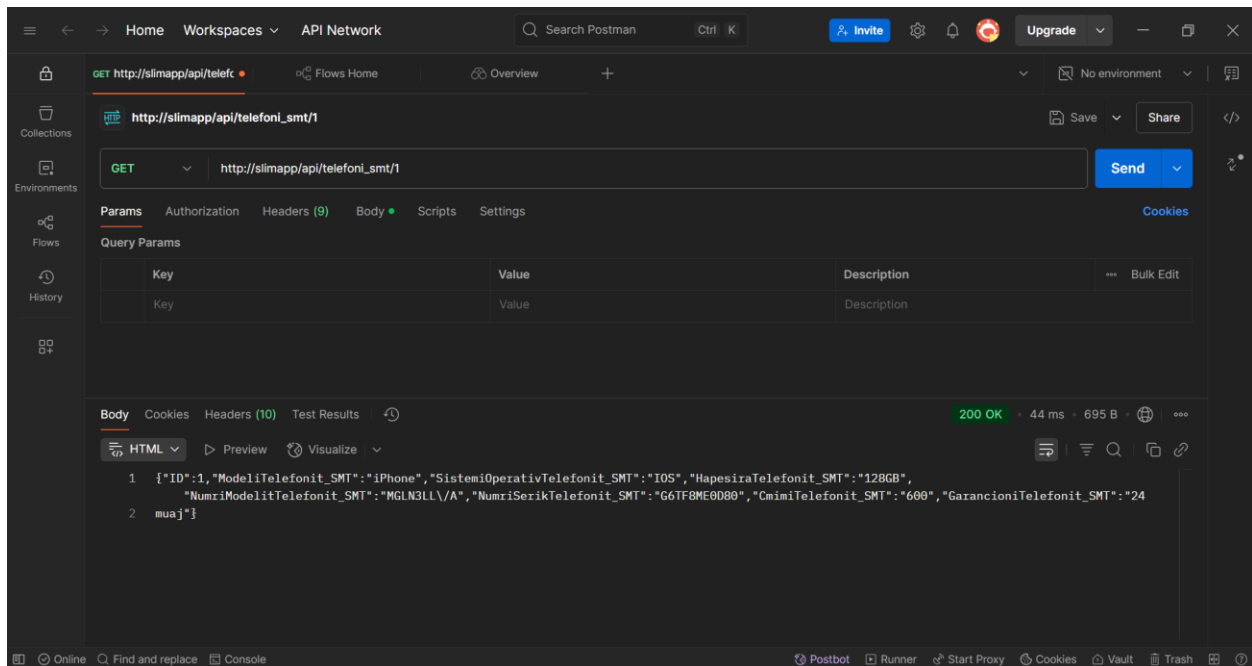 Home Workspaces API Network Search Postman Ctrl K Invite Upgrade
GET http://slimapp/api/telefc Flows Home Overview No environment
Collections
Environments
Flows
History
HTTP http://slimapp/api/telefoni_smt/1 Save Share
GET http://slimapp/api/telefoni_smt/1 Send
Params Authorization Headers (9) Body Scripts Settings Cookies
Query Params
Key Value Description Bulk Edit
Key Value Description
Body Cookies Headers (10) Test Results 200 OK 44 ms 695 B
HTML Preview Visualize
1 {"ID":1,"ModeliTelefonit_SMT":"iPhone","SistemiOperativTelefonit_SMT":"IOS","HapesiraTelefonit_SMT":"128GB",
"NumriModelitTelefonit_SMT":"MGLN3LL\/A","NumriSerikTelefonit_SMT":"G6TF8ME0D80","CmimiTelefonit_SMT":"600","GarancioniTelefonit_SMT":"24
2 muaj"}
Online Find and replace Console Postbot Runner Start Proxy Cookies Vault Trash